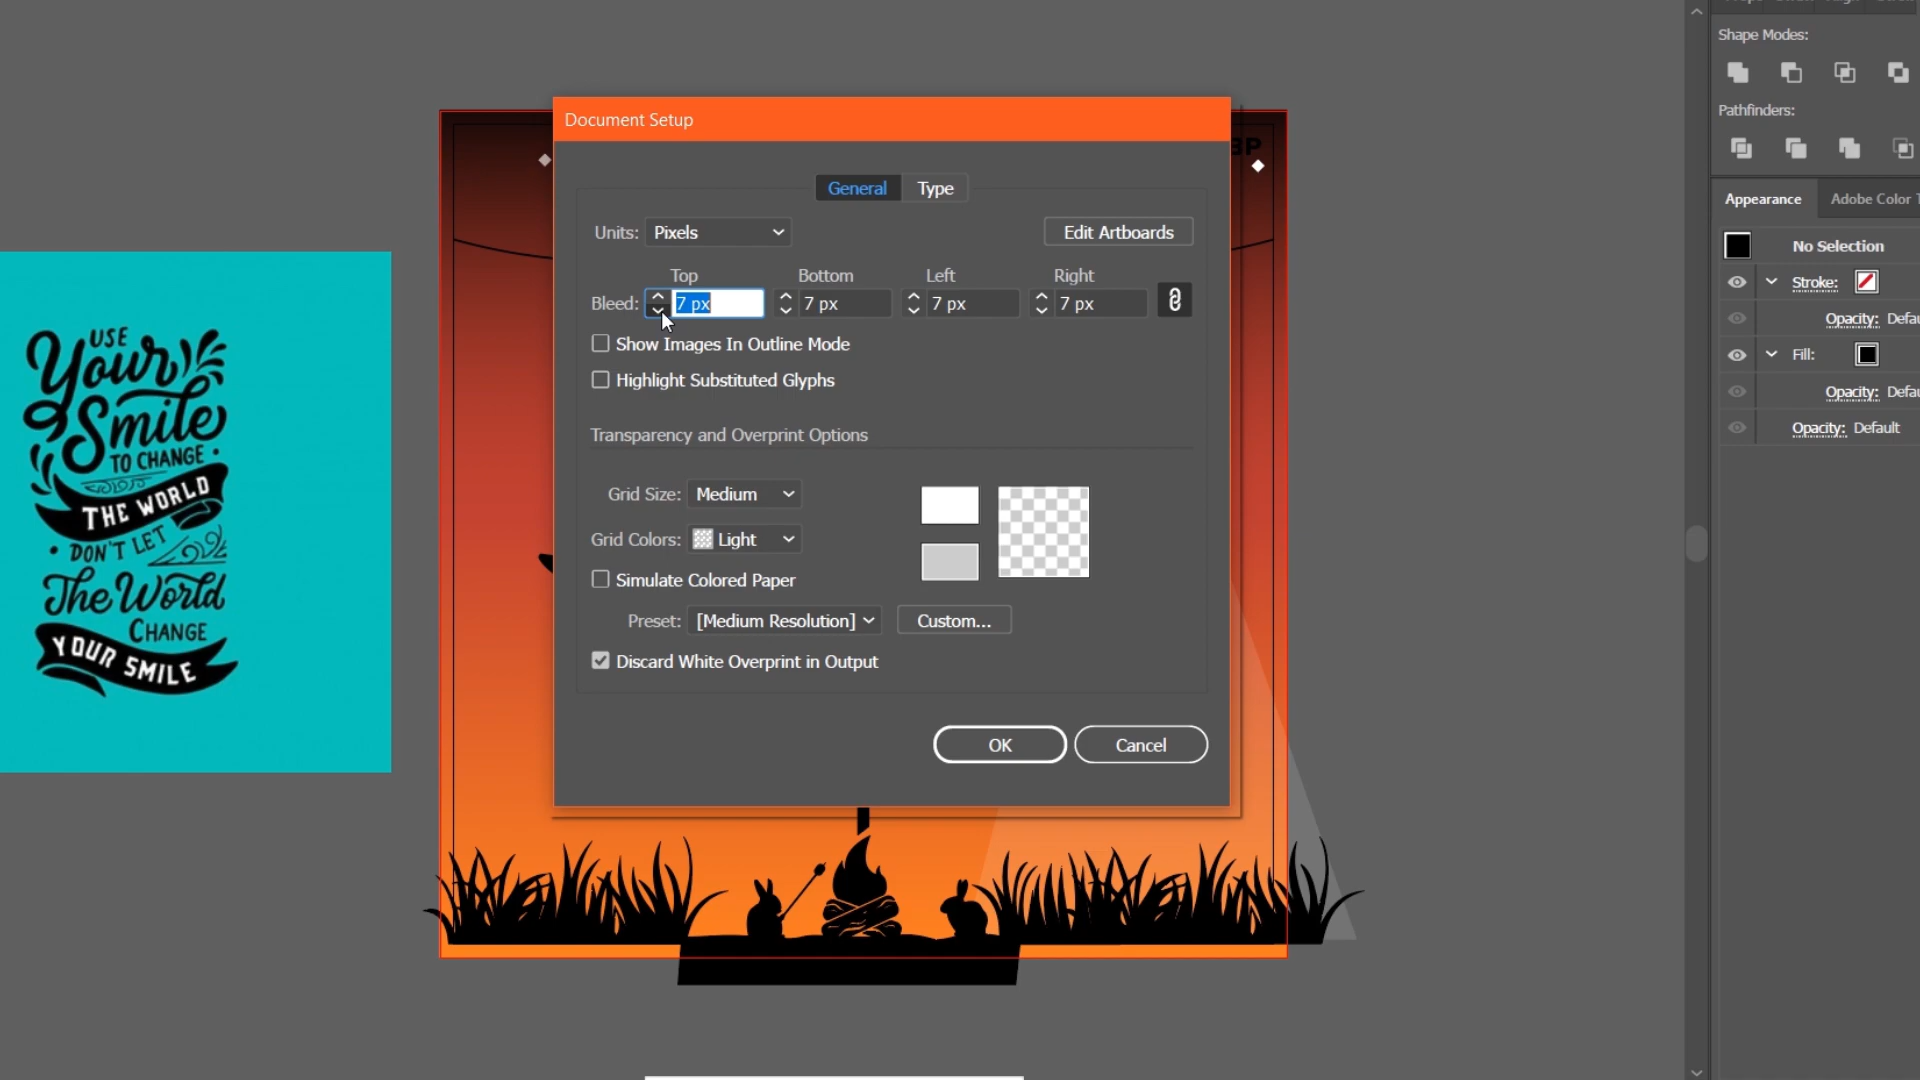 Shape Modes:
Pathfinders:
Appearance
Adobe Color T
No Selection
Stroke:
Opacity: Defau
Fill:
Opacity: Defau
Opacity: Default
Document Setup
3P
General
Type
Units: Pixels
Edit Artboards
Top
Bottom
Left
Right
Bleed: 7 px 7 px 7 px 7 px
Show Images In Outline Mode
Highlight Substituted Glyphs
Transparency and Overprint Options
Grid Size: Medium
Grid Colors: Light
Simulate Colored Paper
Preset: [Medium Resolution] Custom...
Discard White Overprint in Output
OK
Cancel
USE
Your
Smile
TO CHANGE
THE WORLD
DON'T LET
The World
CHANGE
YOUR SMILE